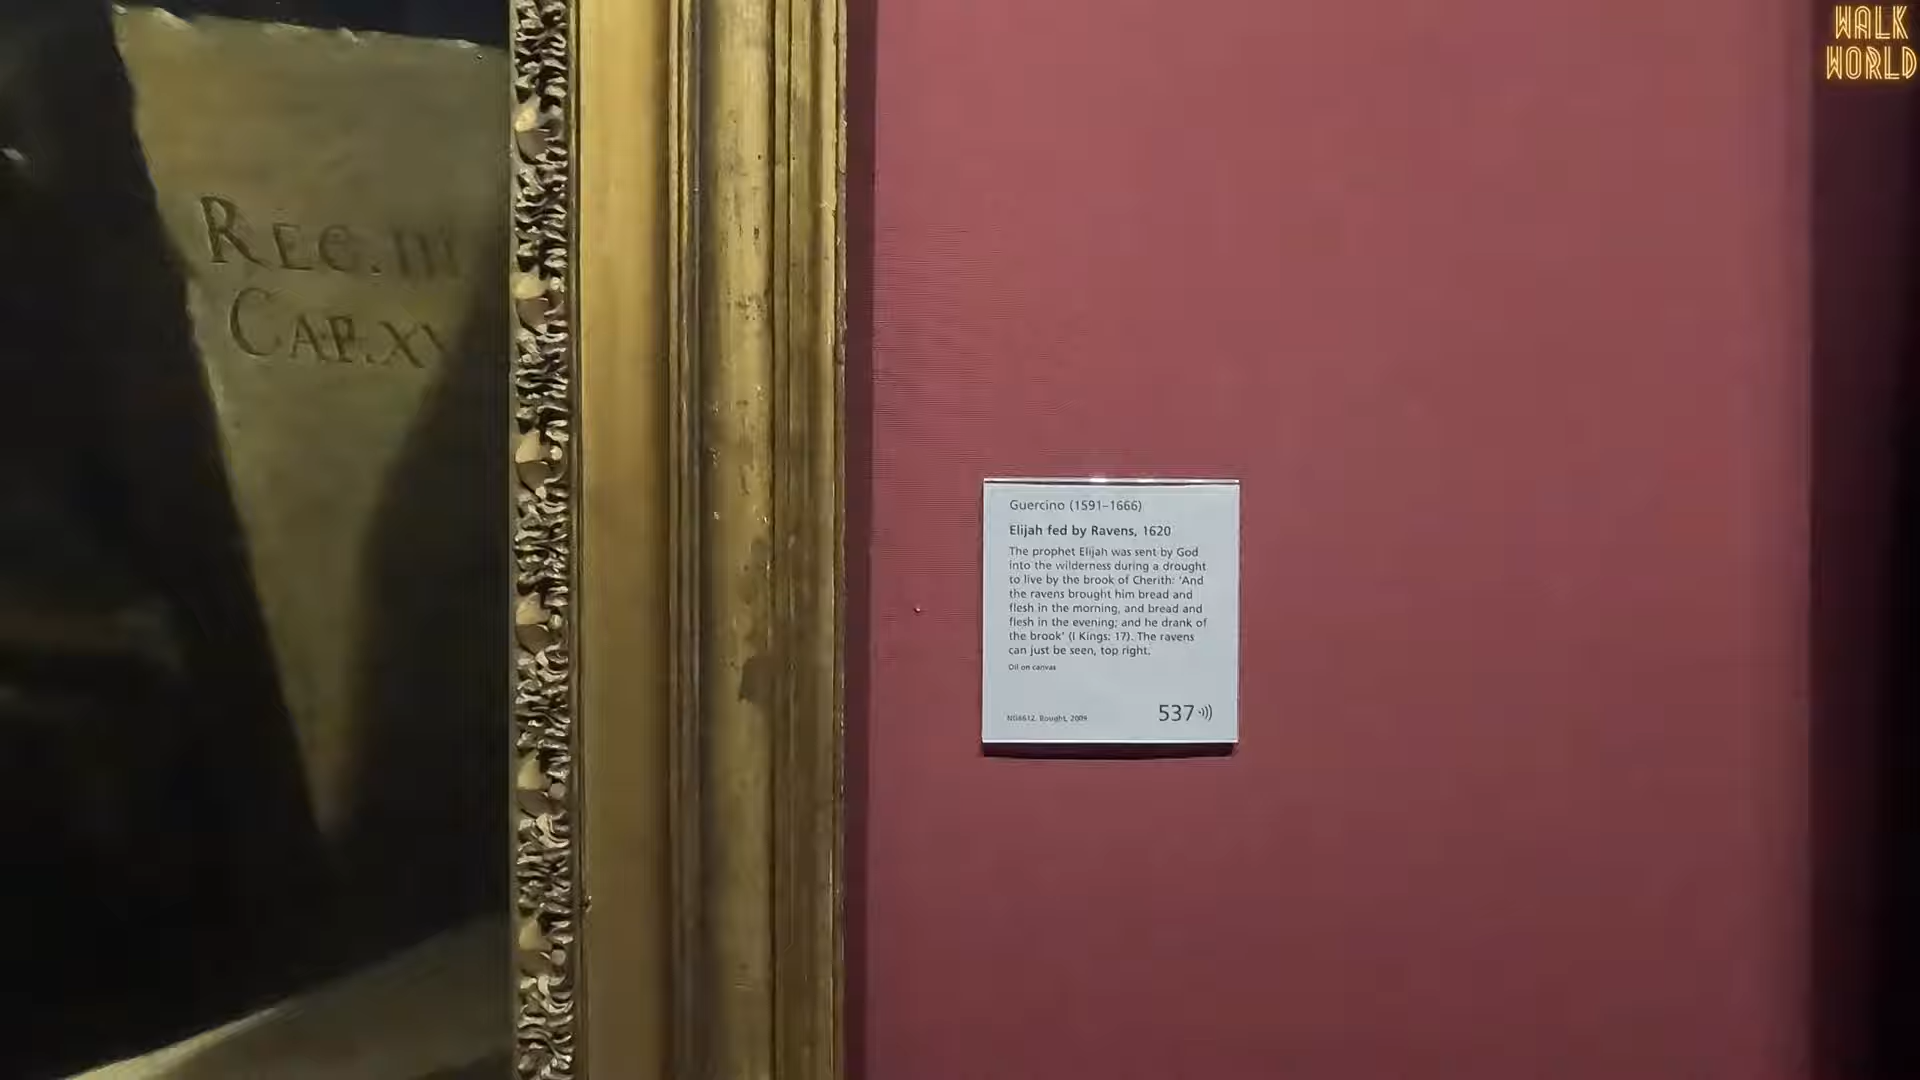 WALK
WORLD
REG. III
CAP. XV
Guercino (1591–1666)
Elijah fed by Ravens, 1620
The prophet Elijah was sent by God
into the wilderness during a drought
to live by the brook of Cherith: 'And
the ravens brought him bread and
flesh in the morning, and bread and
flesh in the evening; and he drank of
the brook' (I Kings: 17). The ravens
can just be seen, top right.
Oil on canvas
NG6612. Bought, 2009
537